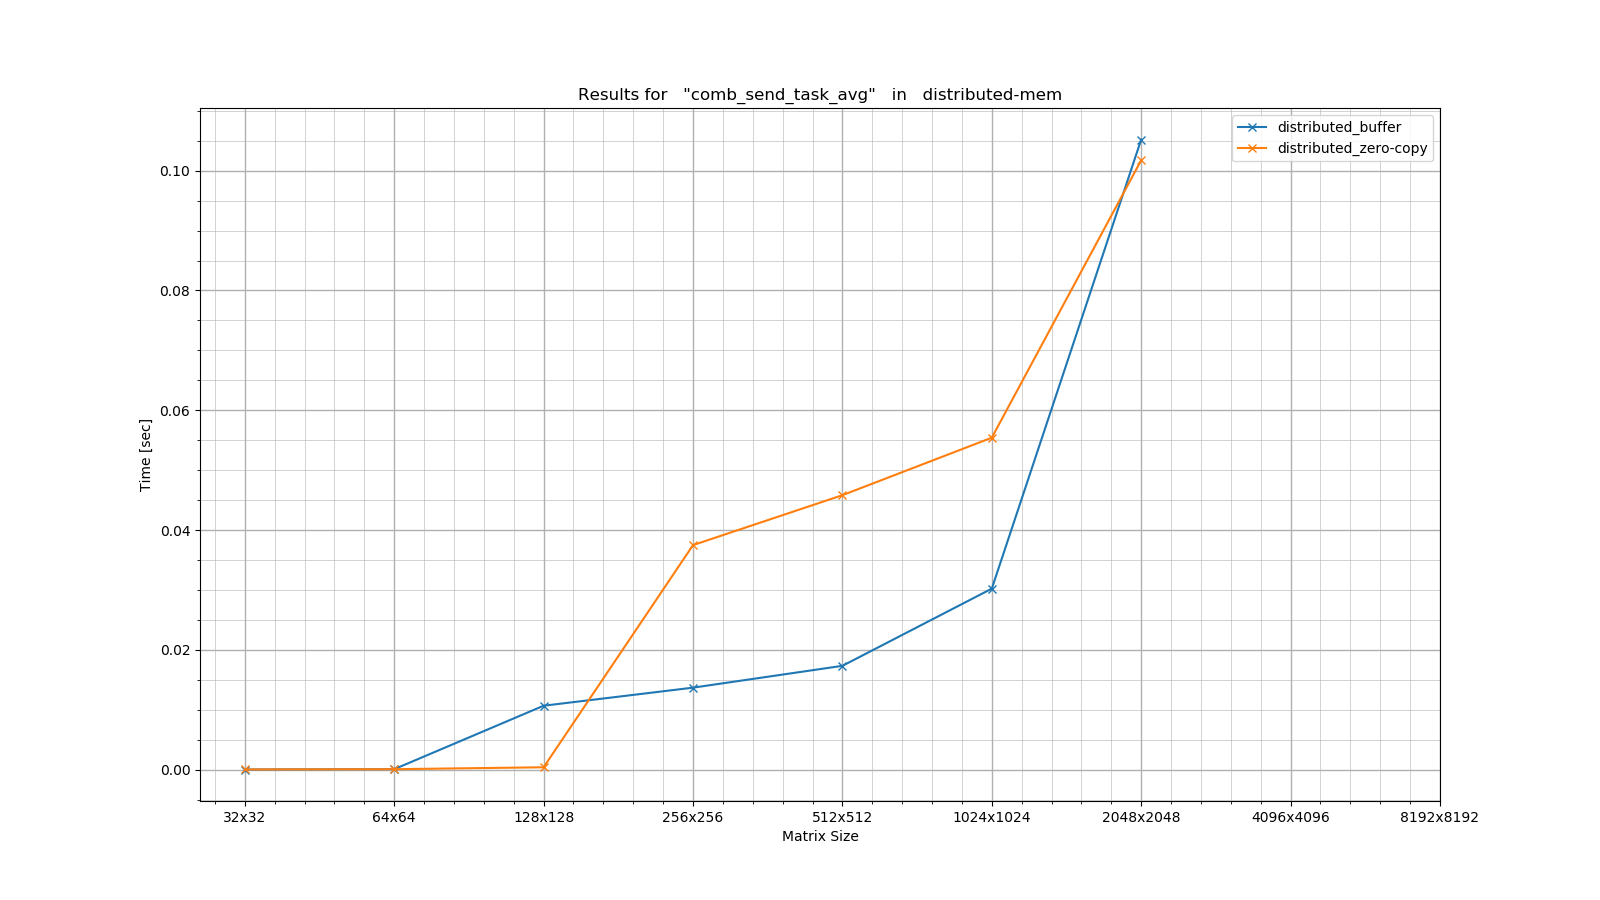 Results for "comb_send_task_avg" in distributed-mem
distributed_buffer
distributed_zero-copy
0.10
0.08
0.06
0.04
0.02
0.00
Time [sec]
32x32 64x64 128x128 256x256 512x512 1024x1024 2048x2048 4096x4096 8192x8192
Matrix Size